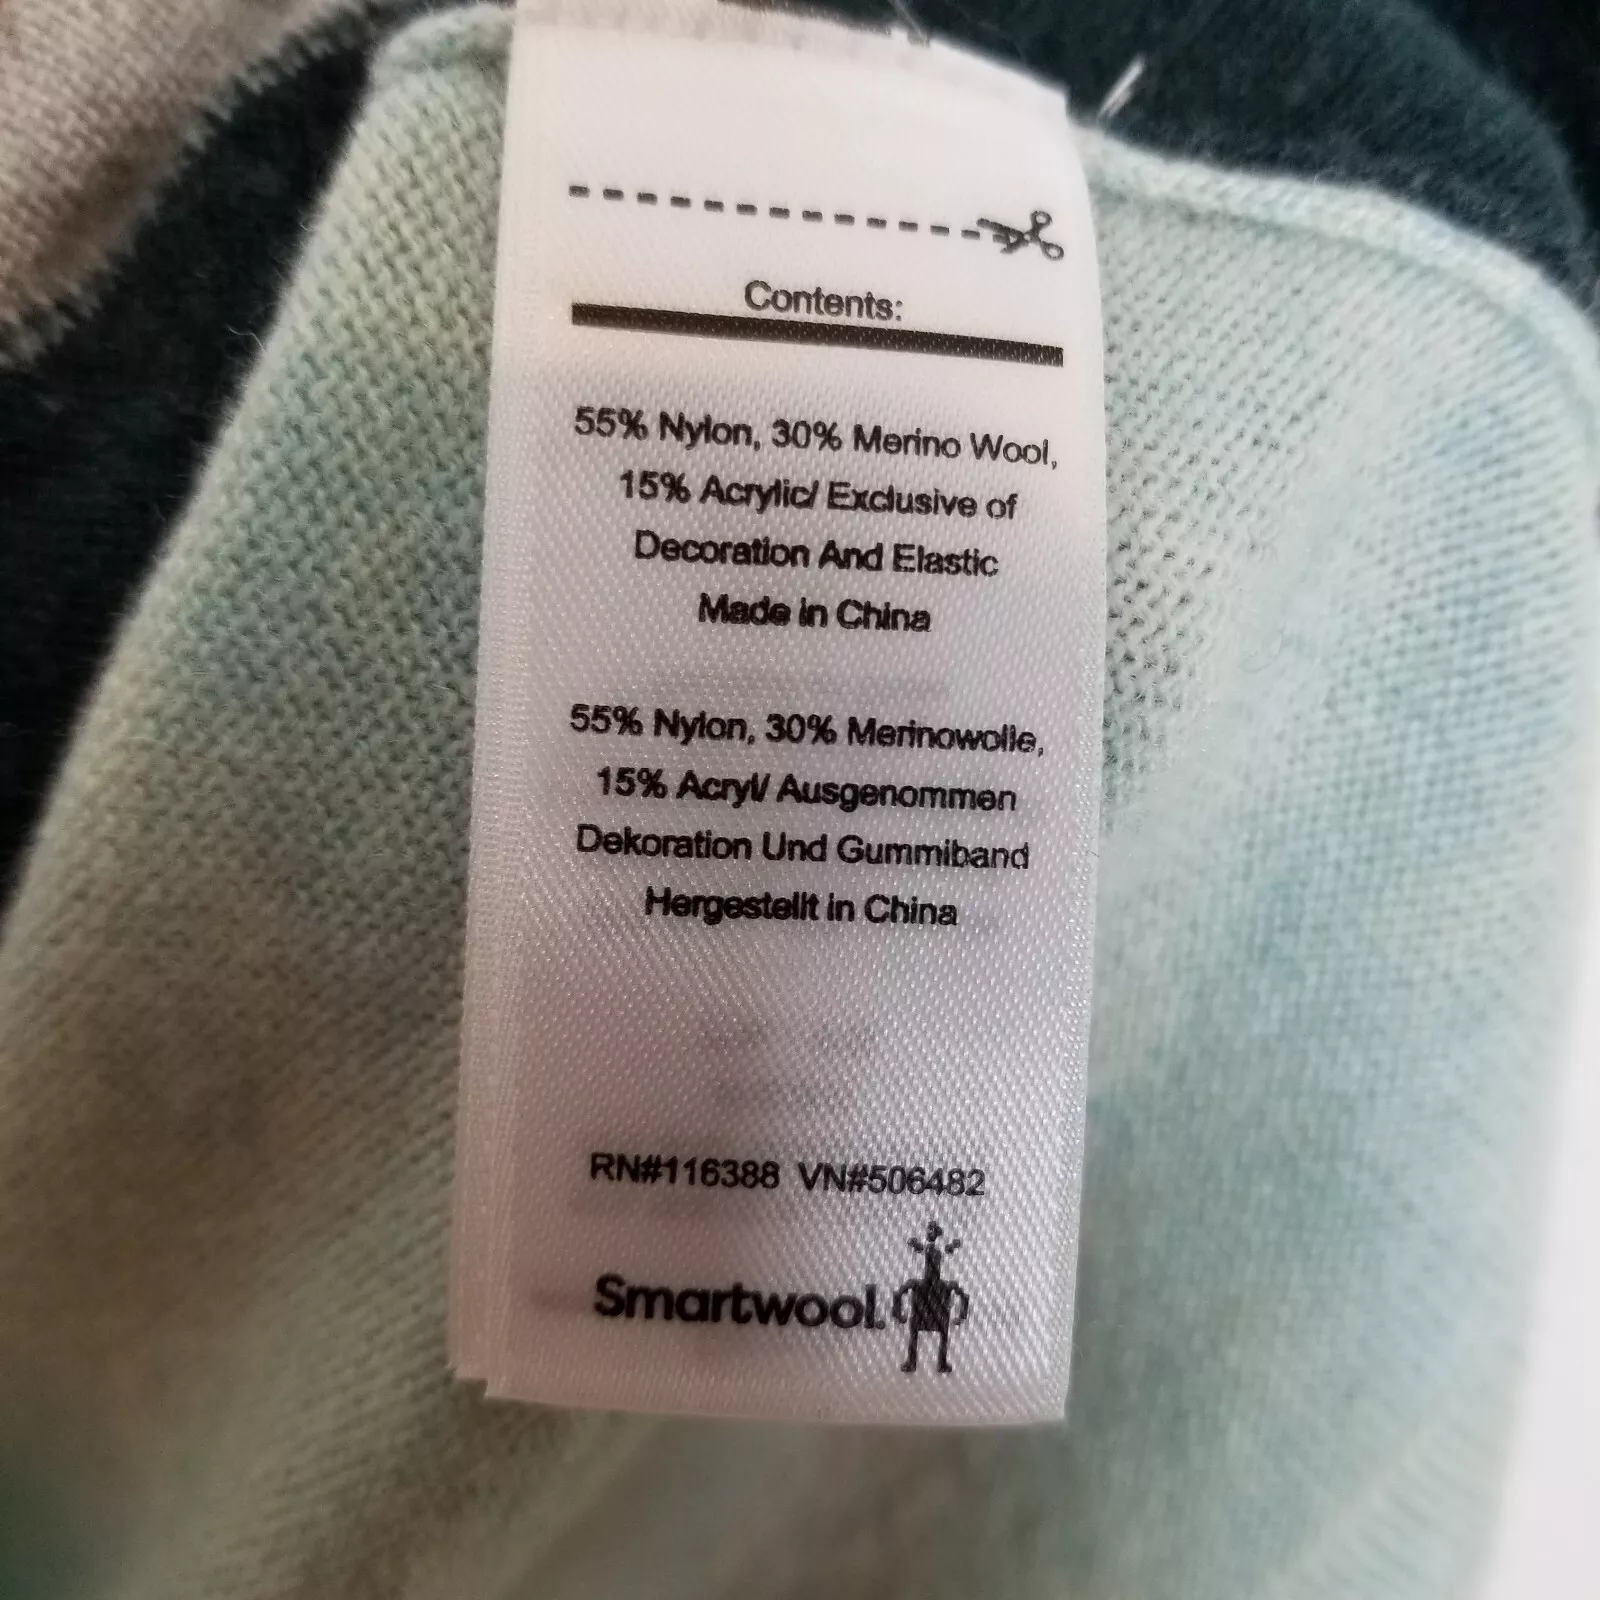 Contents:
55% Nylon, 30% Merino Wool,
15% Acrylic/ Exclusive of
Decoration And Elastic
Made in China
55% Nylon, 30% Merinowolle,
15% Acryl/ Ausgenommen
Dekoration Und Gummiband
Hergestellt in China
RN#116388 VN#506482
Smartwool